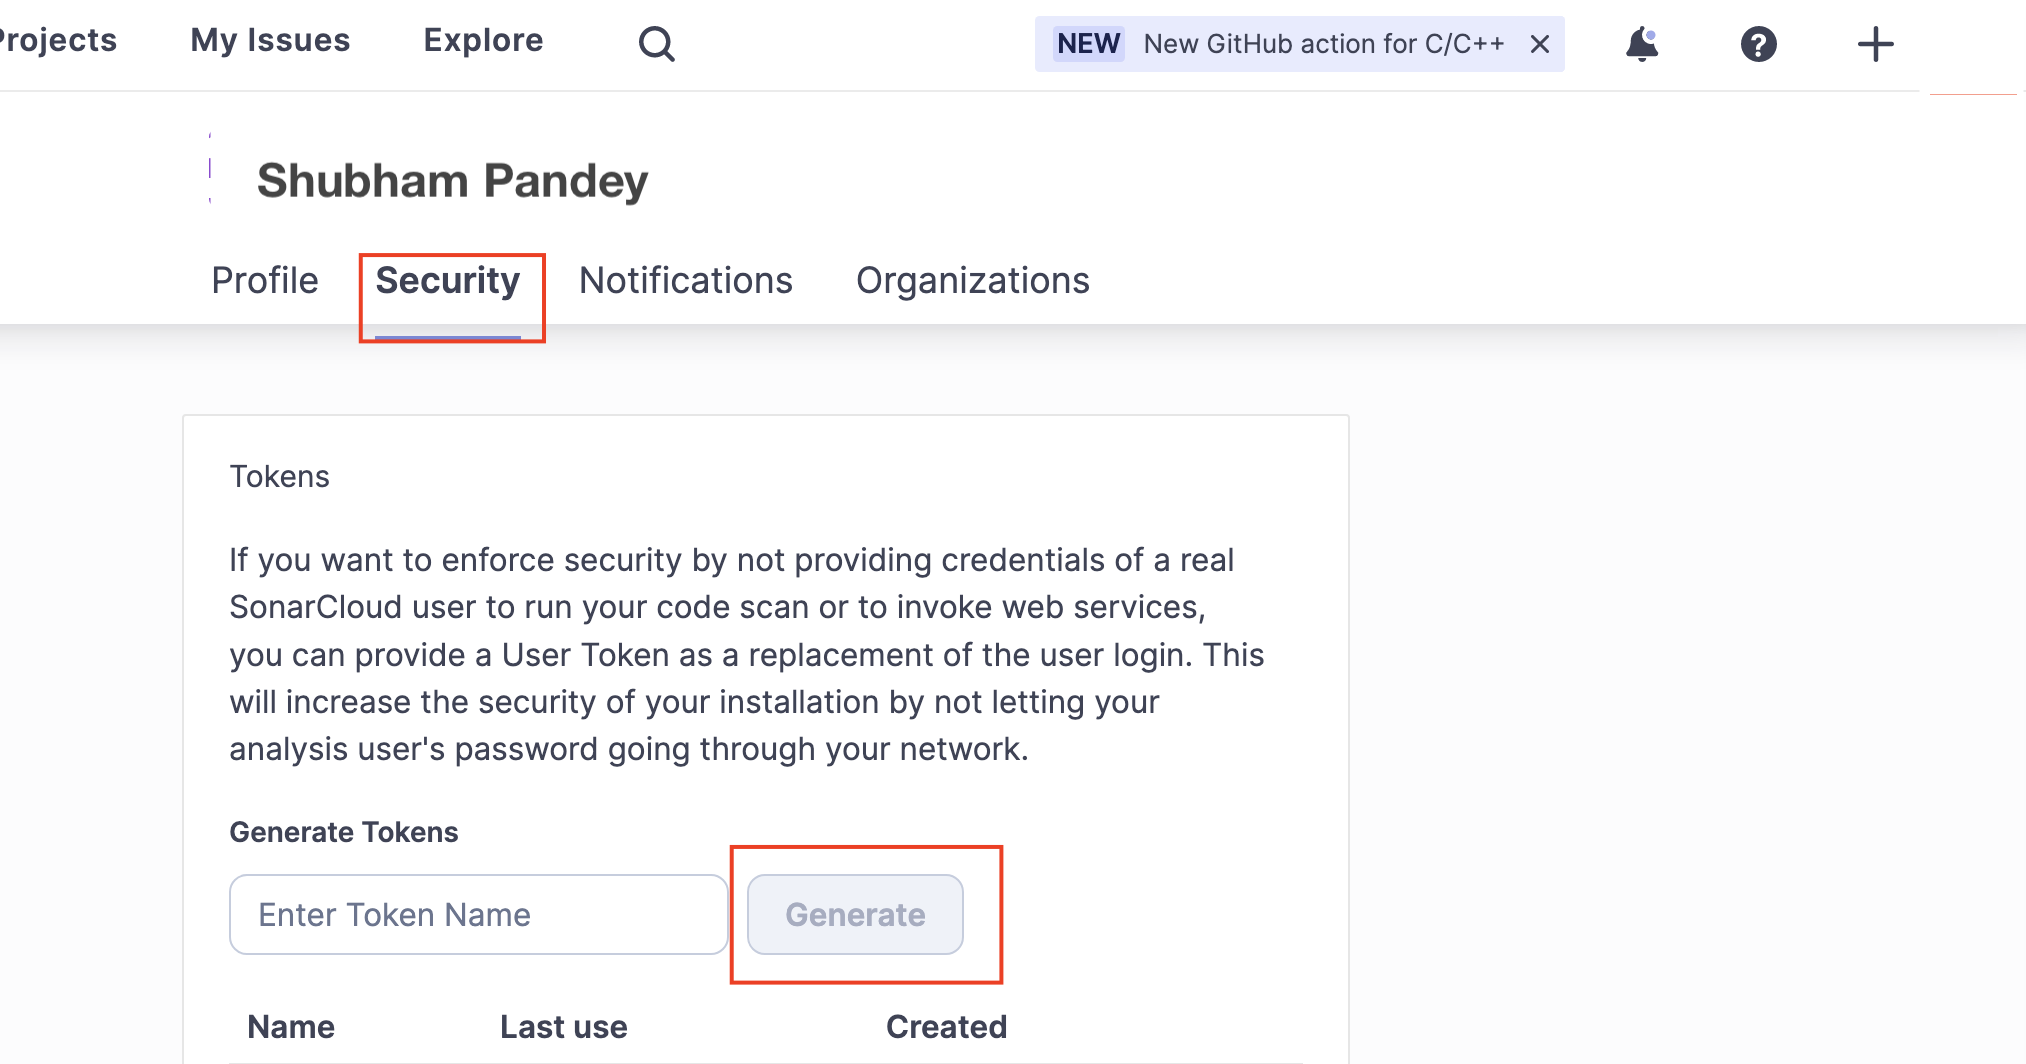 Projects My Issues Explore NEW New GitHub action for C/C++
Shubham Pandey
Profile Security Notifications Organizations
Tokens
If you want to enforce security by not providing credentials of a real
SonarCloud user to run your code scan or to invoke web services,
you can provide a User Token as a replacement of the user login. This
will increase the security of your installation by not letting your
analysis user's password going through your network.
Generate Tokens
Enter Token Name Generate
Name Last use Created